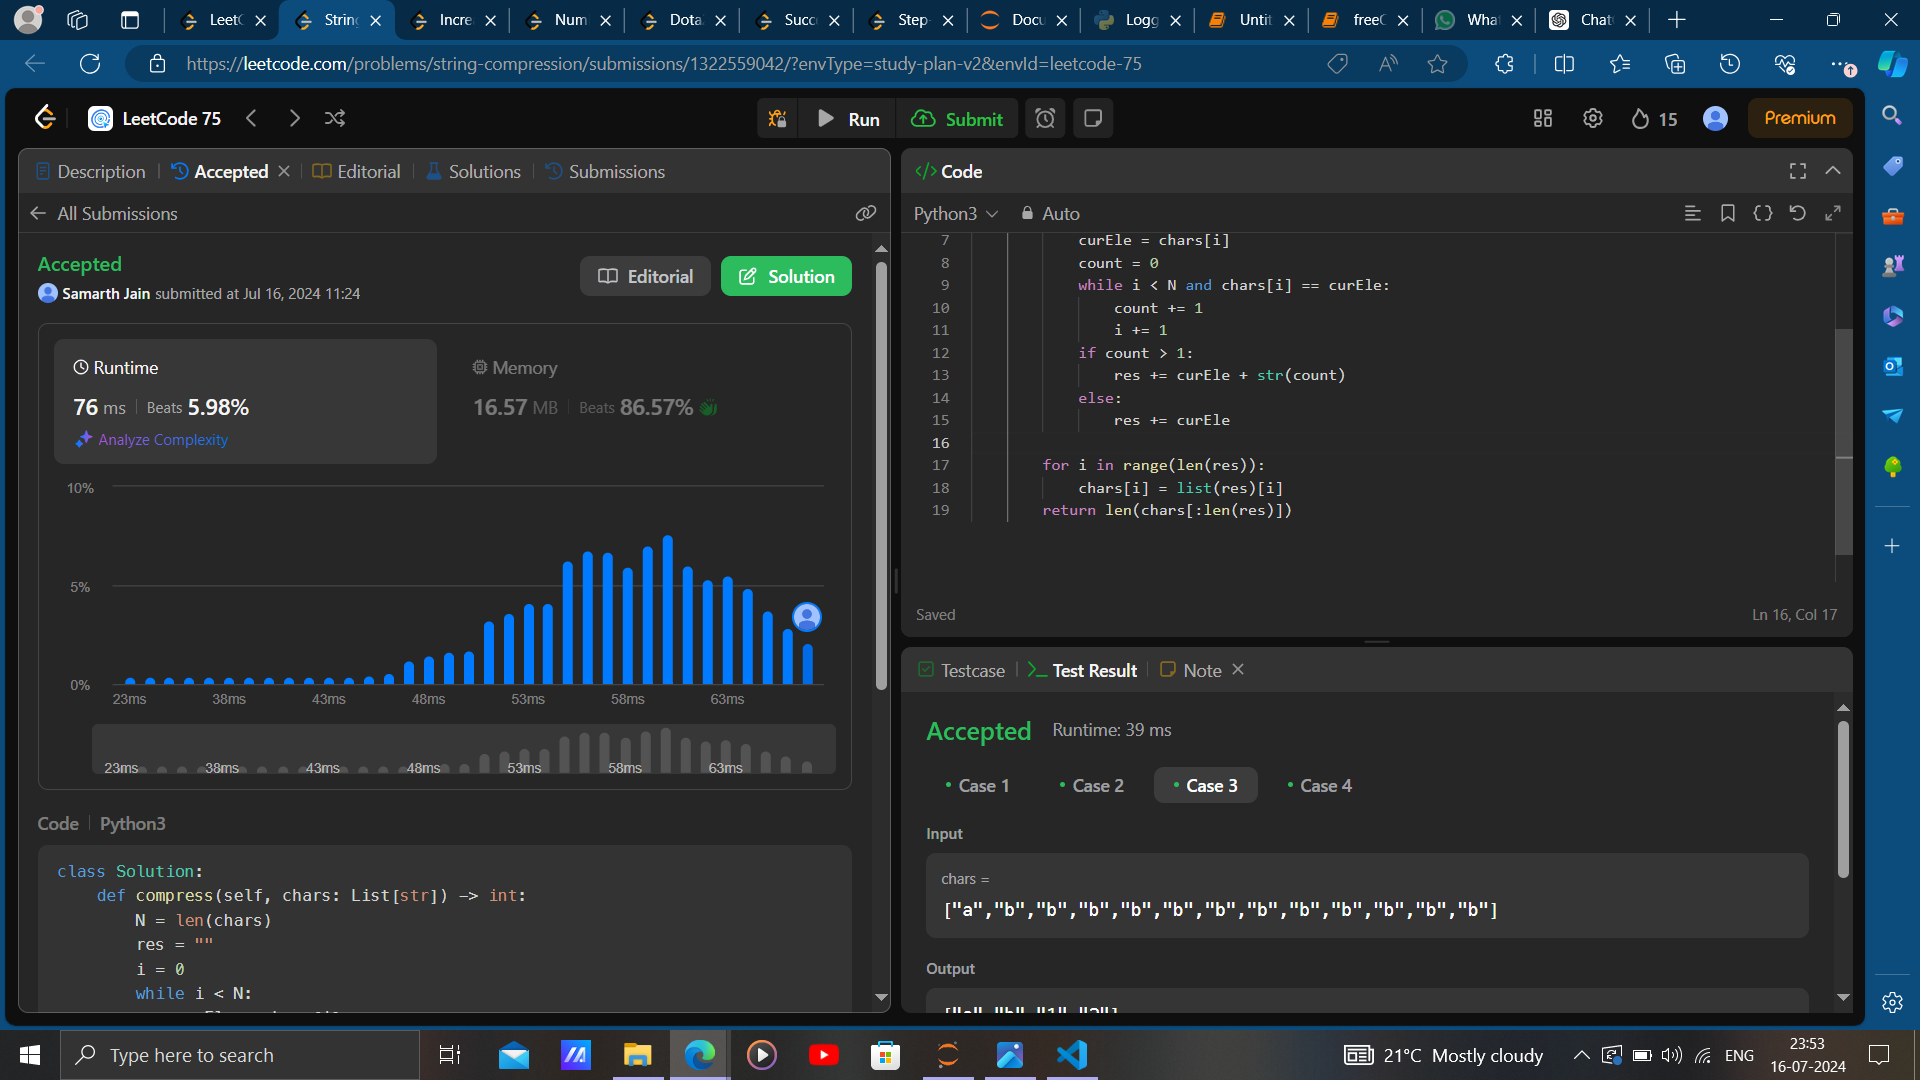 LeetC
String
Incre
Num
Dota
Succ
Step-
Docu
Logg
Untit
freeC
What
Chat
https://leetcode.com/problems/string-compression/submissions/1322559042/?envType=study-plan-v2&envId=leetcode-75
LeetCode 75
Run
Submit
15
Premium
Description
Accepted
Editorial
Solutions
Submissions
All Submissions
Accepted
Samarth Jain submitted at Jul 16, 2024 11:24
Editorial
Solution
Runtime
76 ms
Beats 5.98%
Analyze Complexity
Memory
16.57 MB
Beats 86.57%
10%
5%
0%
23ms 38ms 43ms 48ms 53ms 58ms 63ms
23ms 38ms 43ms 48ms 53ms 58ms 63ms
Code
Python3
class Solution:
def compress(self, chars: List[str]) -> int:
N = len(chars)
res = ""
i = 0
while i < N:
</> Code
Python3
Auto
7 curEle = chars[i]
8 count = 0
9 while i < N and chars[i] == curEle:
10 count += 1
11 i += 1
12 if count > 1:
13 res += curEle + str(count)
14 else:
15 res += curEle
16
17 for i in range(len(res)):
18 chars[i] = list(res)[i]
19 return len(chars[:len(res)])
Saved
Ln 16, Col 17
Testcase
Test Result
Note
Accepted
Runtime: 39 ms
Case 1
Case 2
Case 3
Case 4
Input
chars =
["a","b","b","b","b","b","b","b","b","b","b","b","b"]
Output
["a","b","1","2"]
Type here to search
21°C Mostly cloudy
ENG
23:53
16-07-2024